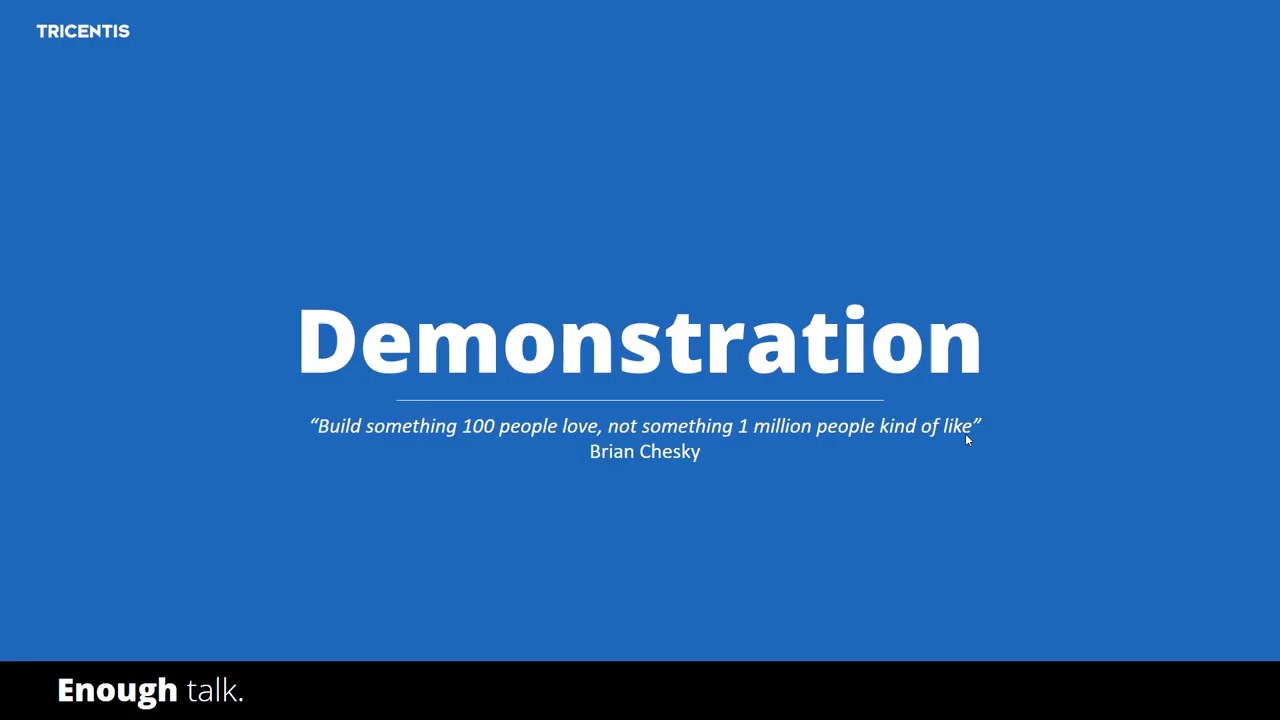 TRICENTIS
Demonstration
“Build something 100 people love, not something 1 million people kind of like”
Brian Chesky
Enough talk.